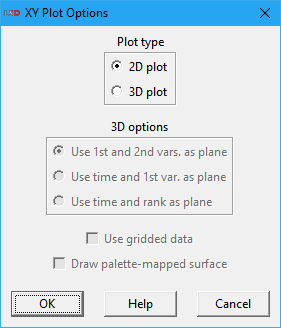 XY Plot Options
Plot type
2D plot
3D plot
3D options
Use 1st and 2nd vars. as plane
Use time and 1st var. as plane
Use time and rank as plane
Use gridded data
Draw palette-mapped surface
OK Help Cancel